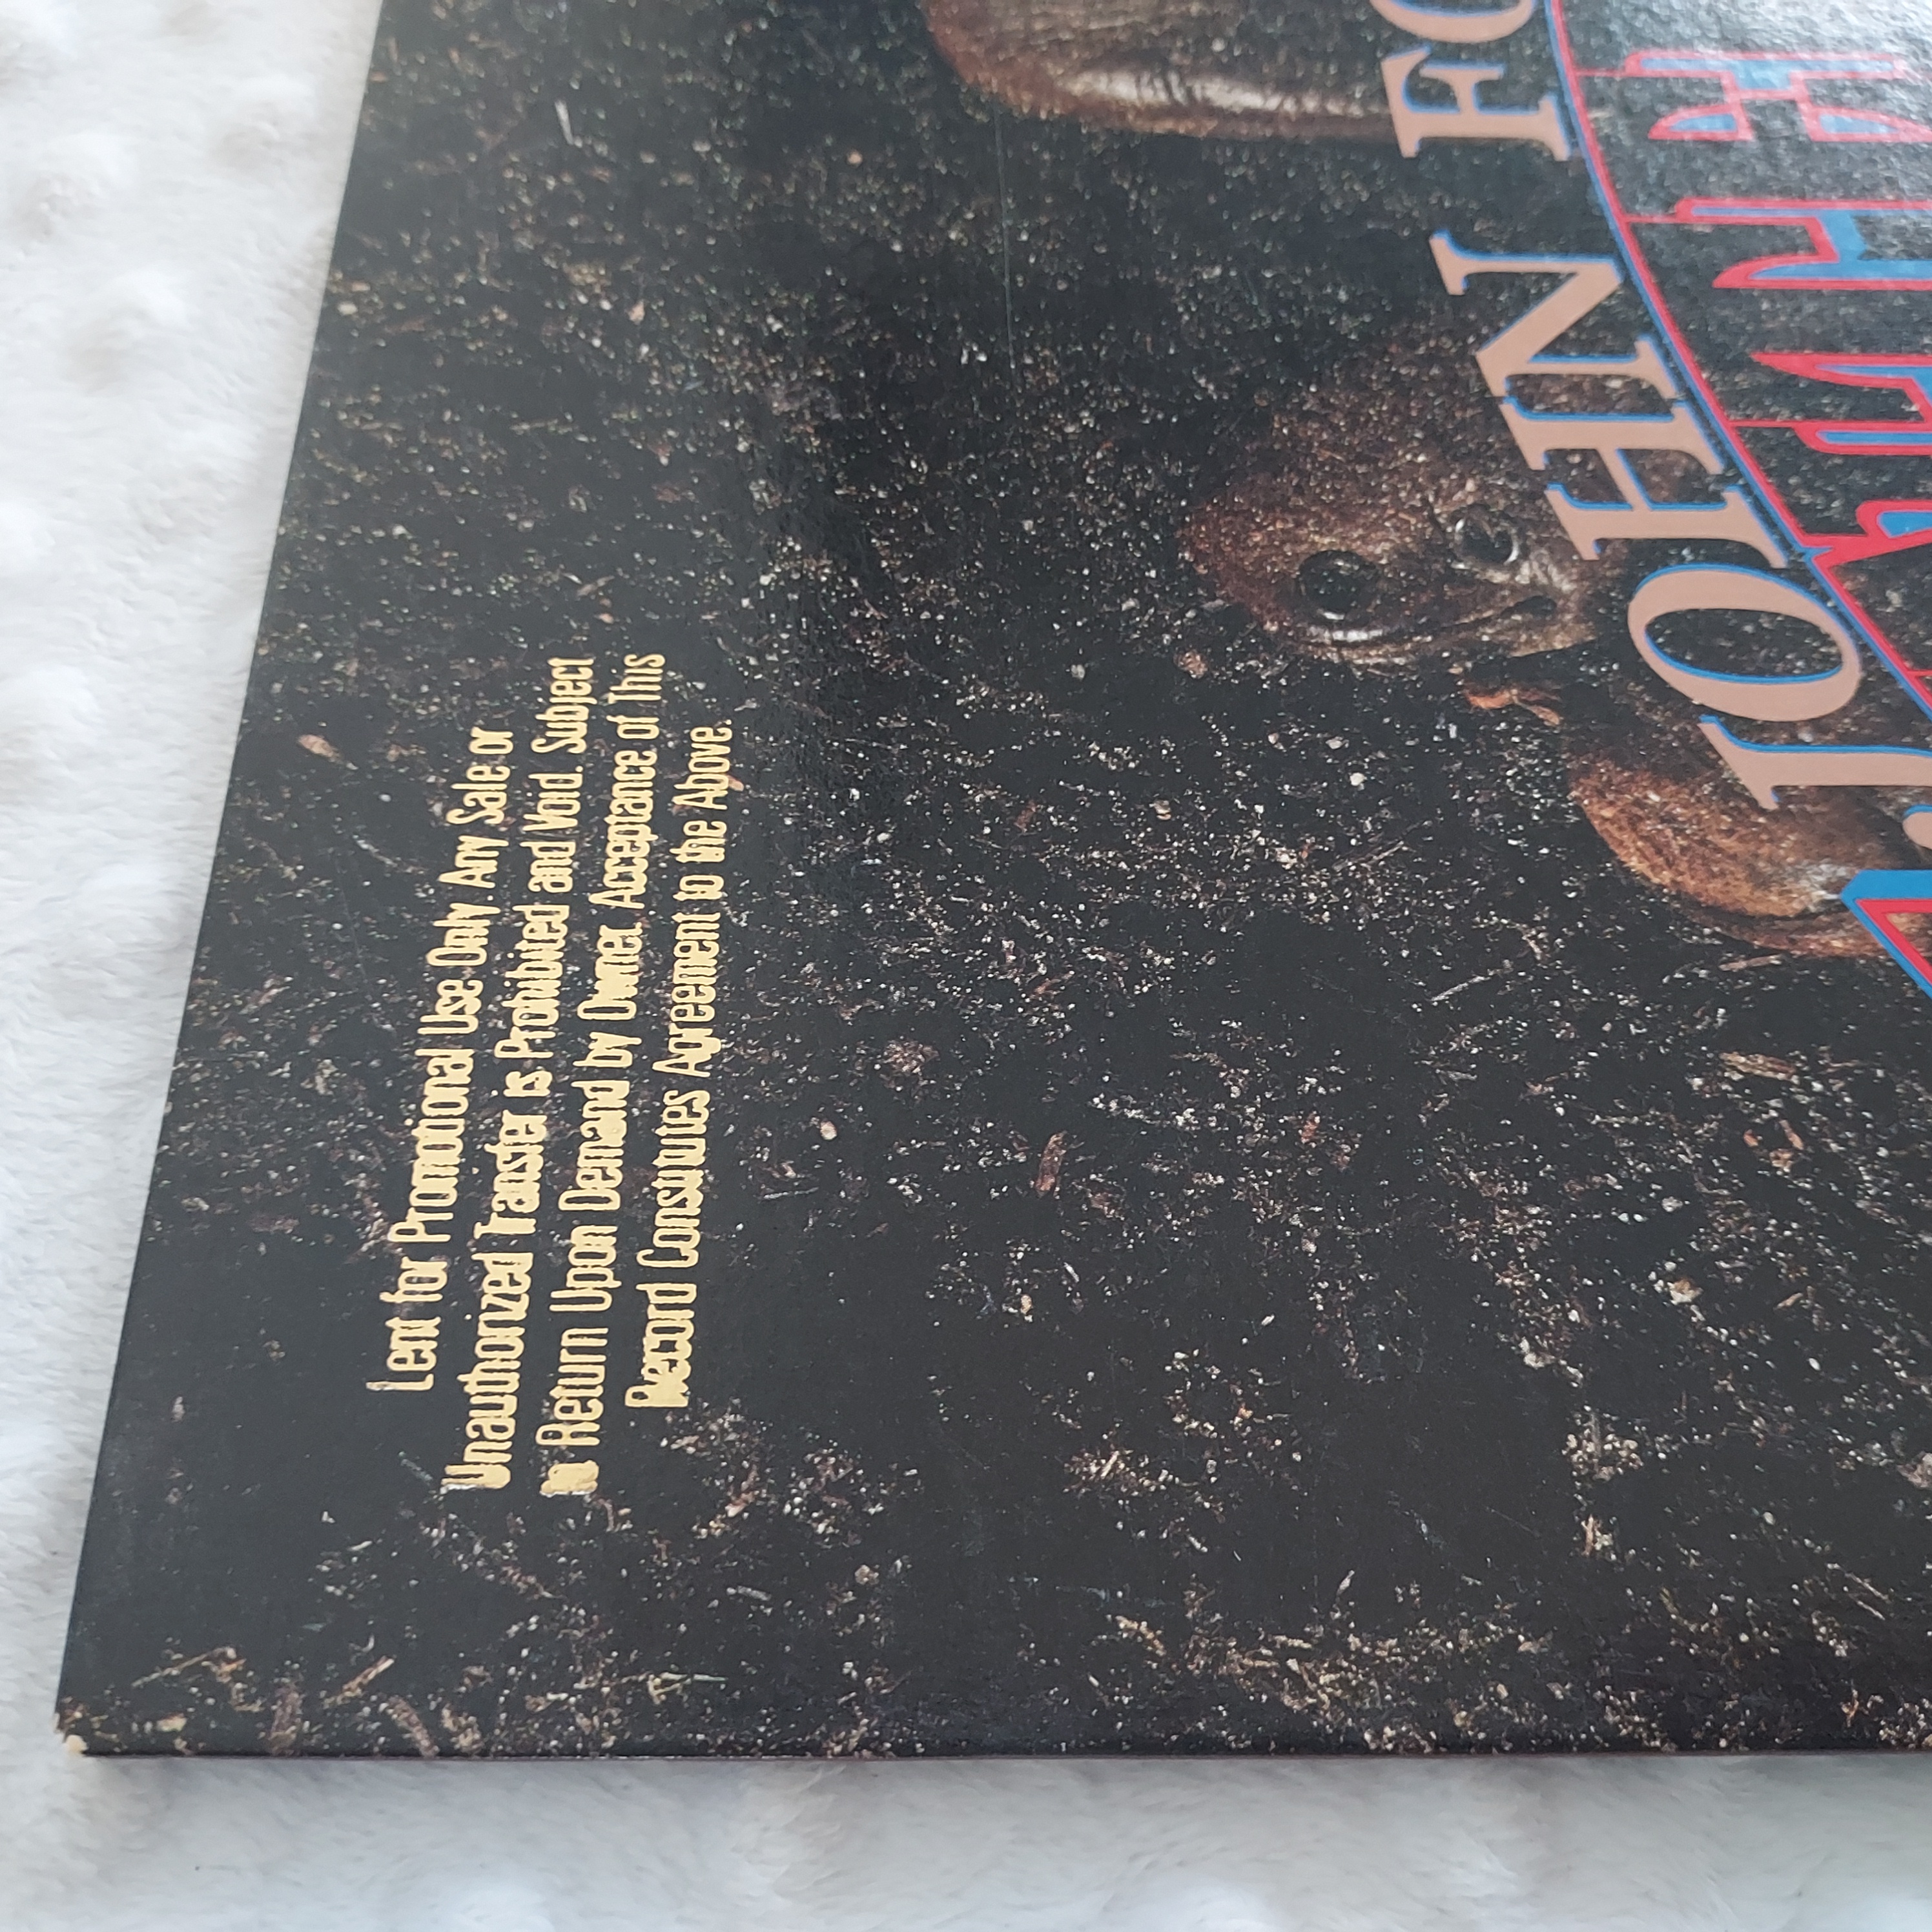 Lent for Promotional Use Only. Any Sale or
Unauthorized Transfer is Prohibited and Void. Subject
to Return Upon Demand by Owner. Acceptance of This
Record Constitutes Agreement to the Above.
JOHN FO